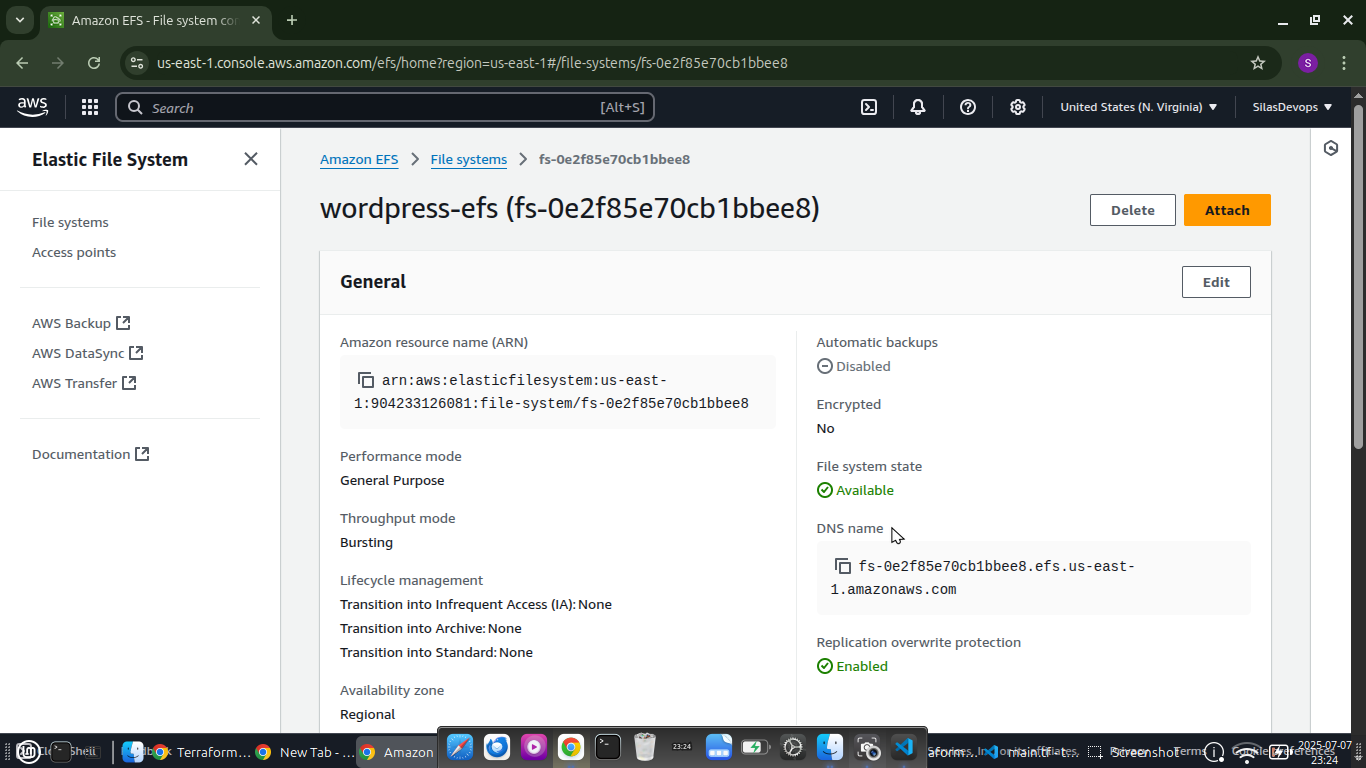 Amazon EFS - File system co
us-east-1.console.aws.amazon.com/efs/home?region=us-east-1#/file-systems/fs-0e2f85e70cb1bbee8
S
aws
Search
[Alt+S]
United States (N. Virginia)
SilasDevops
Elastic File System
File systems
Access points
AWS Backup
AWS DataSync
AWS Transfer
Documentation
Amazon EFS
File systems
fs-0e2f85e70cb1bbee8
wordpress-efs (fs-0e2f85e70cb1bbee8)
Delete
Attach
General
Edit
Amazon resource name (ARN)
arn:aws:elasticfilesystem:us-east-
1:904233126081:file-system/fs-0e2f85e70cb1bbee8
Performance mode
General Purpose
Throughput mode
Bursting
Lifecycle management
Transition into Infrequent Access (IA): None
Transition into Archive: None
Transition into Standard: None
Availability zone
Regional
Automatic backups
Disabled
Encrypted
No
File system state
Available
DNS name
fs-0e2f85e70cb1bbee8.efs.us-east-
1.amazonaws.com
Replication overwrite protection
Enabled
Terraform...
New Tab - ...
Amazon
23:24
main.tf - t...
Screenshot
2025-07-07
23:24